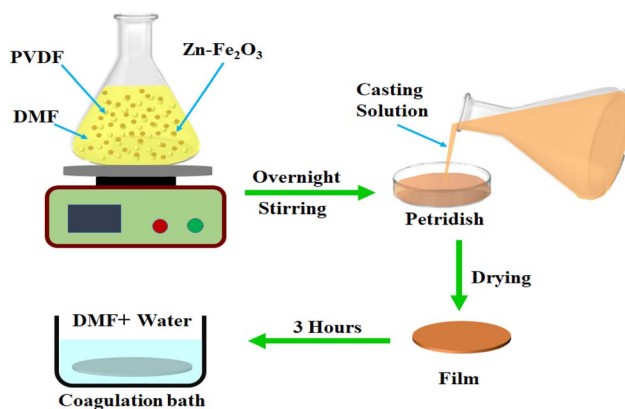 PVDF
Zn-Fe₂O₃
DMF
Casting
Solution
Overnight
Stirring
Petridish
Drying
DMF+ Water
3 Hours
Film
Coagulation bath